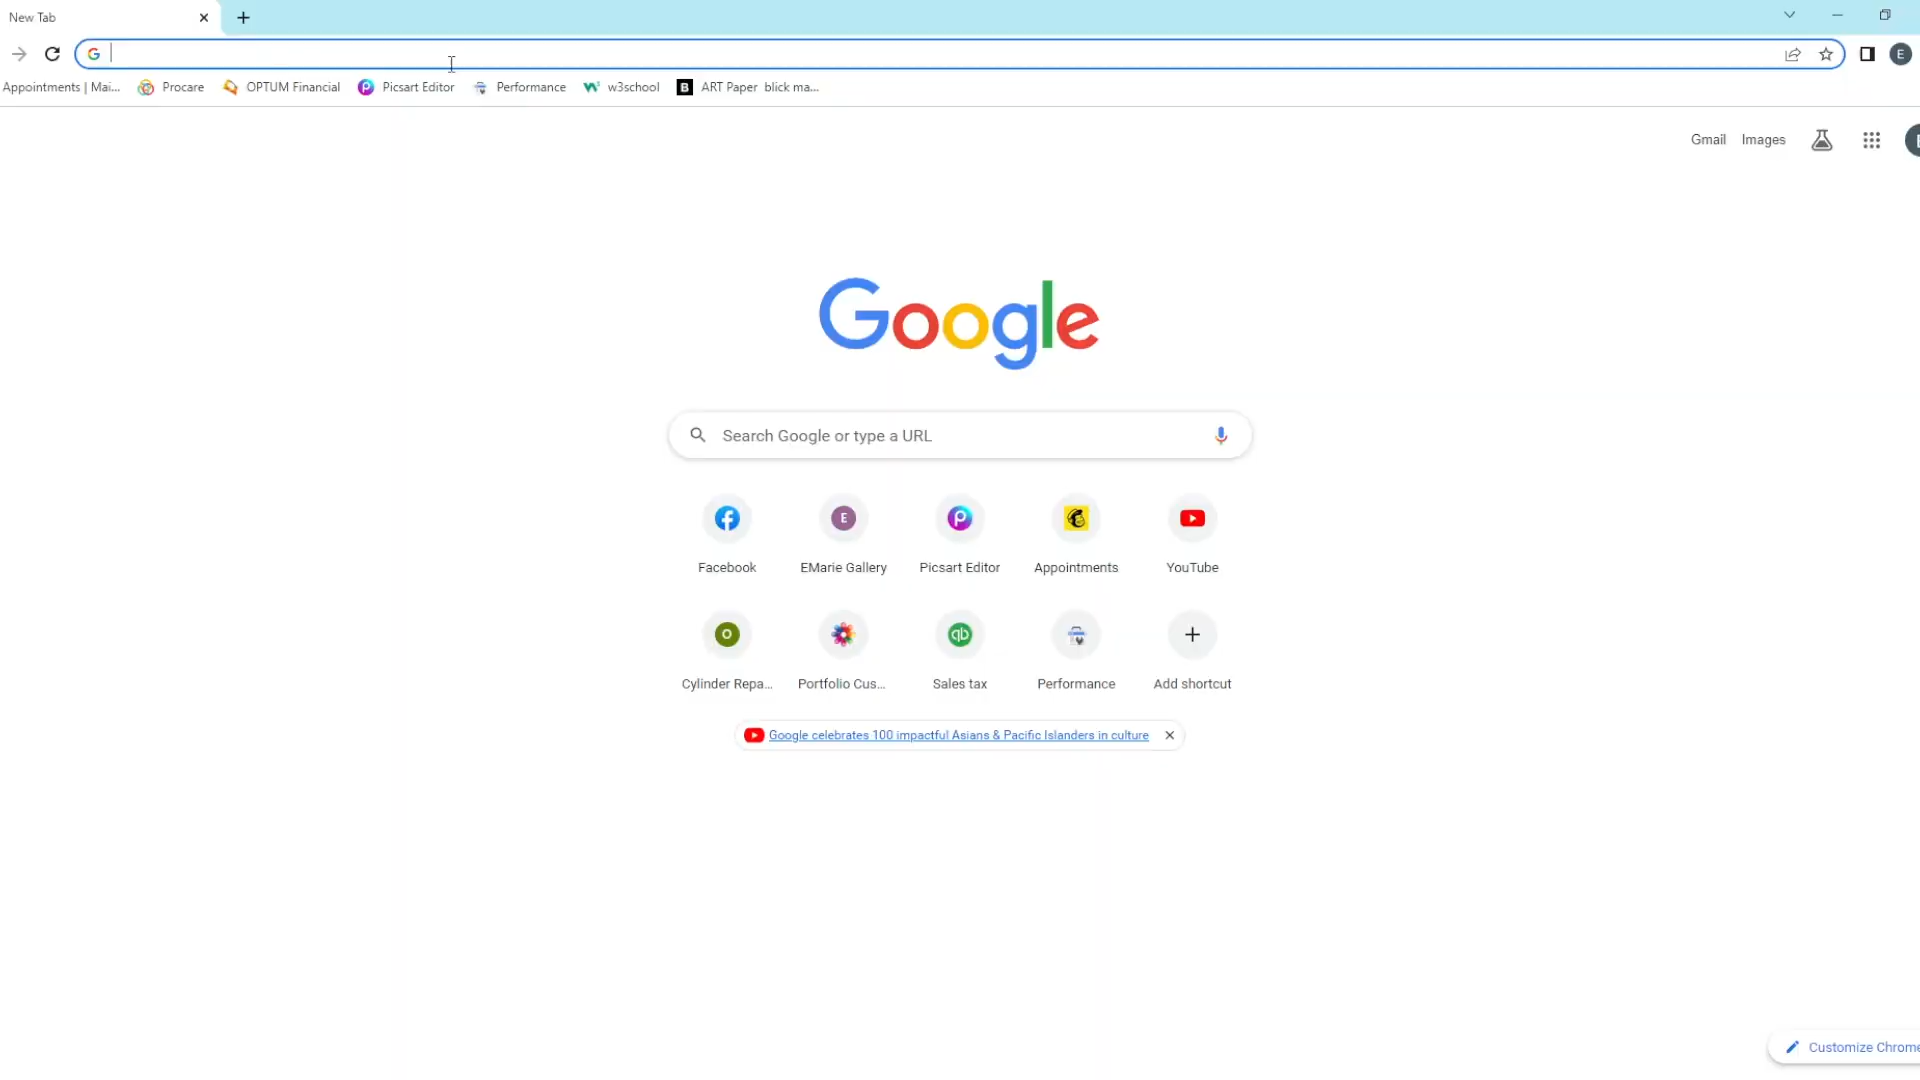 New Tab
G
E
Appointments | Mai...
Procare
OPTUM Financial
Picsart Editor
Performance
w3school
B ART Paper blick ma...
Gmail
Images
Google
Search Google or type a URL
E
Facebook
EMarie Gallery
Picsart Editor
Appointments
YouTube
O
qb
Cylinder Repa...
Portfolio Cus...
Sales tax
Performance
Add shortcut
Google celebrates 100 impactful Asians & Pacific Islanders in culture
Customize Chrome